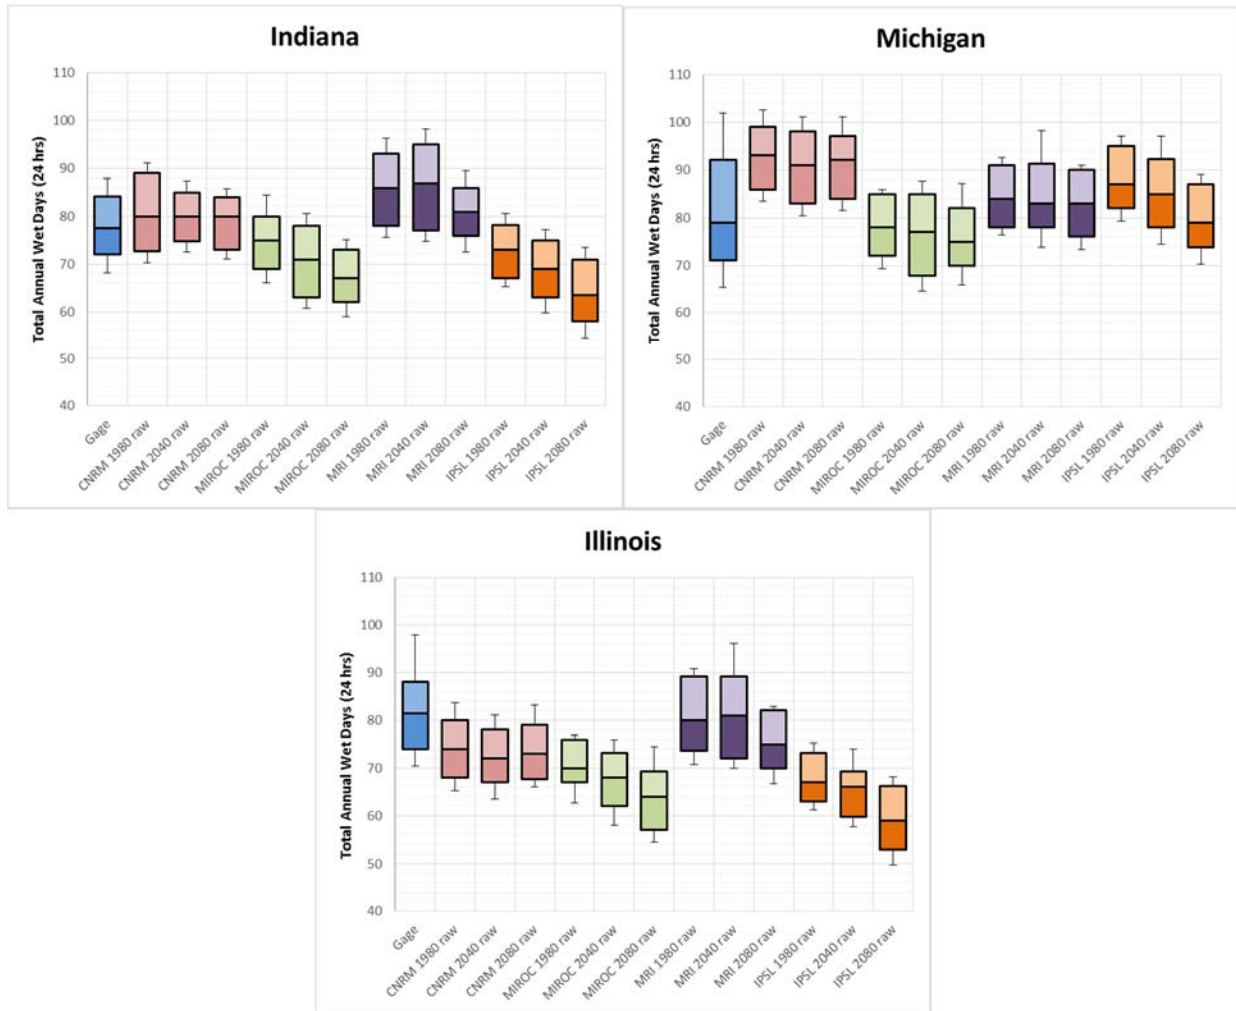 Indiana
Total Annual Wet Days (24 hrs)
110
100
90
80
70
60
50
40
Gage
CNRM 1980 raw
CNRM 2040 raw
CNRM 2080 raw
MIROC 1980 raw
MIROC 2040 raw
MIROC 2080 raw
MRI 1980 raw
MRI 2040 raw
MRI 2080 raw
IPSL 1980 raw
IPSL 2040 raw
IPSL 2080 raw
Michigan
Total Annual Wet Days (24 hrs)
110
100
90
80
70
60
50
40
Gage
CNRM 1980 raw
CNRM 2040 raw
CNRM 2080 raw
MIROC 1980 raw
MIROC 2040 raw
MIROC 2080 raw
MRI 1980 raw
MRI 2040 raw
MRI 2080 raw
IPSL 1980 raw
IPSL 2040 raw
IPSL 2080 raw
Illinois
Total Annual Wet Days (24 hrs)
110
100
90
80
70
60
50
40
Gage
CNRM 1980 raw
CNRM 2040 raw
CNRM 2080 raw
MIROC 1980 raw
MIROC 2040 raw
MIROC 2080 raw
MRI 1980 raw
MRI 2040 raw
MRI 2080 raw
IPSL 1980 raw
IPSL 2040 raw
IPSL 2080 raw